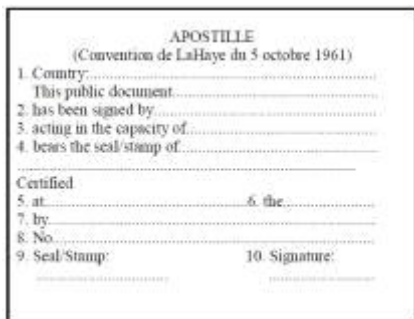 APOSTILLE
(Convention de LaHaye du 5 octobre 1961)
1. Country:
This public document
2. has been signed by
3. acting in the capacity of
4. bears the seal/stamp of
Certified
5. at 6. the
7. by
8. No
9. Seal/Stamp: 10. Signature: